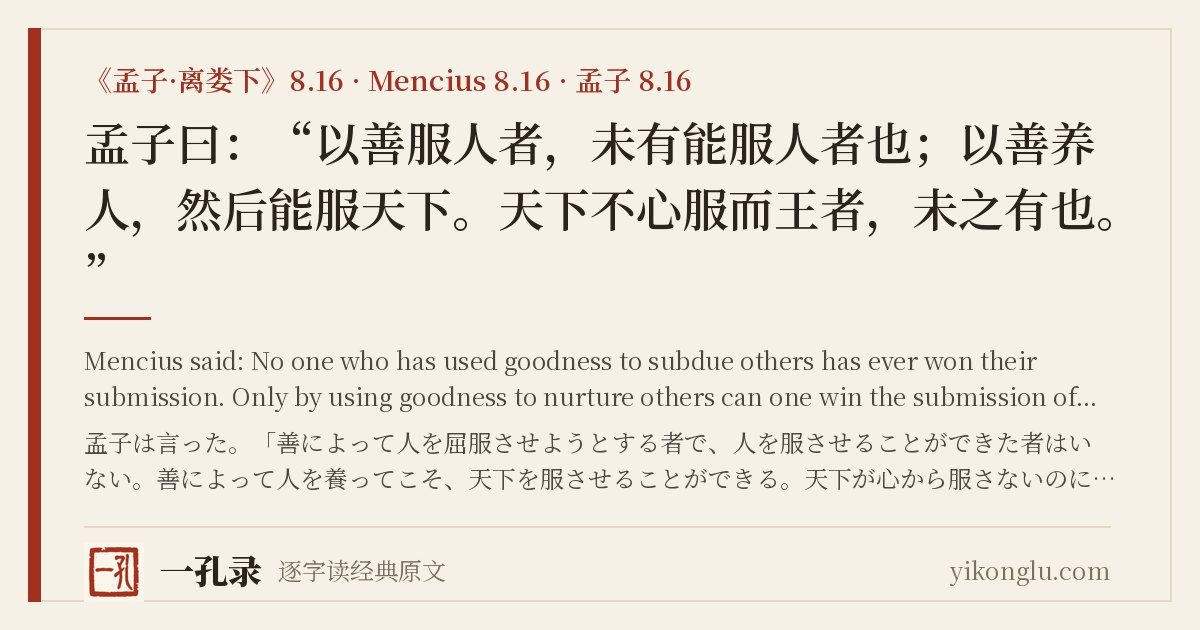 《孟子·离娄下》8.16 · Mencius 8.16 · 孟子 8.16
孟子曰：“以善服人者，未有能服人者也；以善养
人，然后能服天下。天下不心服而王者，未之有也。
”
Mencius said: No one who has used goodness to subdue others has ever won their
submission. Only by using goodness to nurture others can one win the submission of...
孟子は言った。「善によって人を屈服させようとする者で、人を服させることができた者はい
ない。善によって人を養ってこそ、天下を服させることができる。天下が心から服さないのに…
一孔
一孔录 逐字读经典原文 yikonglu.com